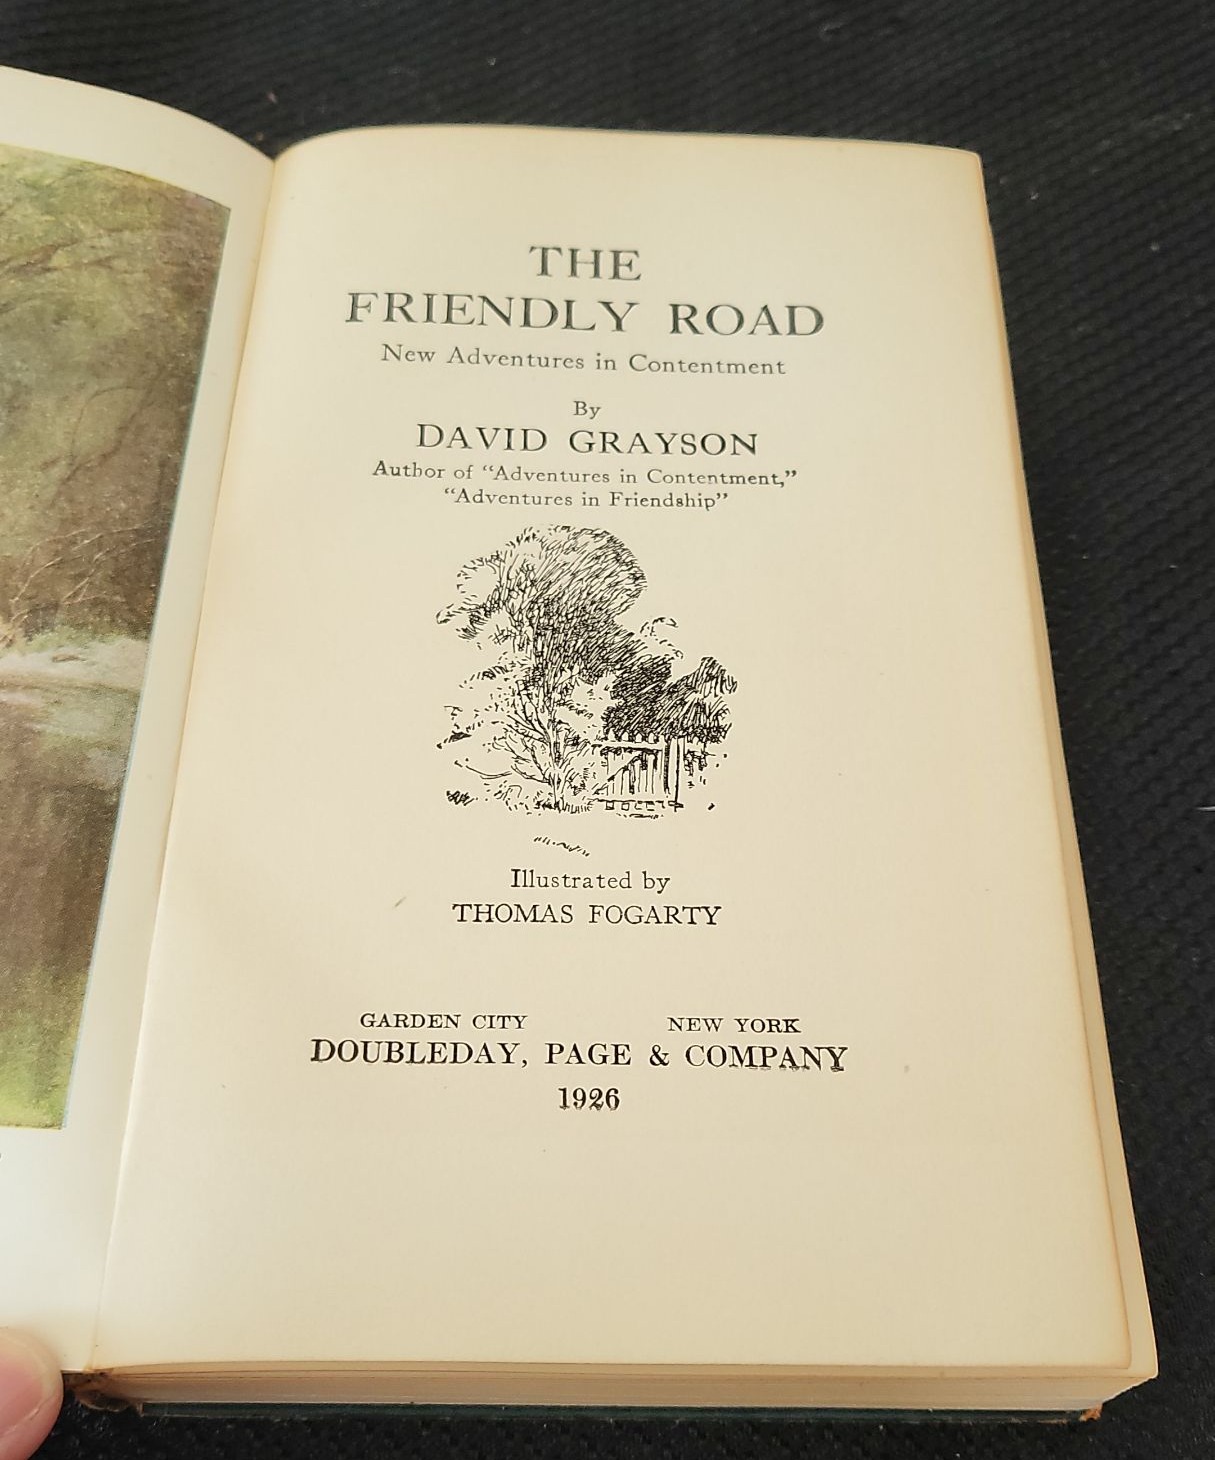 THE
FRIENDLY ROAD
New Adventures in Contentment
By
DAVID GRAYSON
Author of "Adventures in Contentment,"
"Adventures in Friendship"
Illustrated by
THOMAS FOGARTY
GARDEN CITY NEW YORK
DOUBLEDAY, PAGE & COMPANY
1926